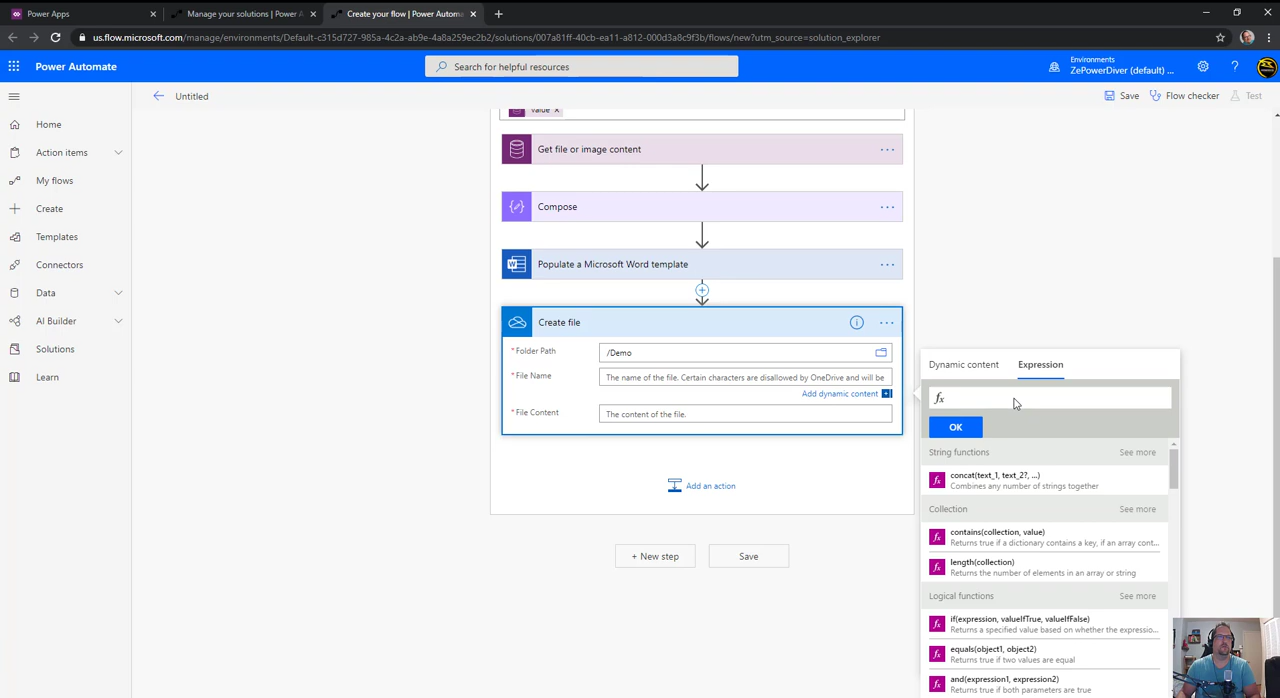 Power Apps
Manage your solutions | Power A
Create your flow | Power Automa
us.flow.microsoft.com/manage/environments/Default-c315d727-985a-4c2a-ab9e-4a8a259ec2b2/solutions/007a81ff-40cb-ea11-a812-000d3a8c9f3b/flows/new?utm_source=solution_explorer
Power Automate
Search for helpful resources
Environments
ZePowerDiver (default) ...
Untitled
Save
Flow checker
Test
Home
Action items
My flows
Create
Templates
Connectors
Data
AI Builder
Solutions
Learn
value
Get file or image content
Compose
Populate a Microsoft Word template
Create file
* Folder Path
/Demo
* File Name
The name of the file. Certain characters are disallowed by OneDrive and will be
Add dynamic content
* File Content
The content of the file.
Add an action
+ New step
Save
Dynamic content
Expression
fx
OK
String functions
See more
concat(text_1, text_2?, ...)
Combines any number of strings together
Collection
See more
contains(collection, value)
Returns true if a dictionary contains a key, if an array cont...
length(collection)
Returns the number of elements in an array or string
Logical functions
See more
if(expression, valueIfTrue, valueIfFalse)
Returns a specified value based on whether the expressio...
equals(object1, object2)
Returns true if two values are equal
and(expression1, expression2)
Returns true if both parameters are true